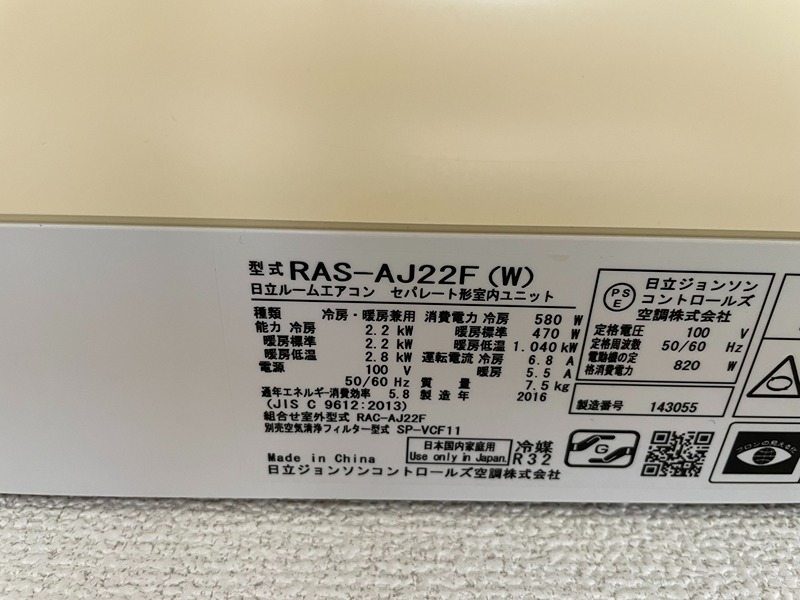 型式 RAS-AJ22F (W)
日立ルームエアコン セパレート形室内ユニット
種類 冷房・暖房兼用
能力 冷房 2.2 kW
暖房標準 2.2 kW
暖房低温 2.8 kW
電源 100 V
50/60 Hz
通年エネルギー消費効率 5.8
(JIS C 9612:2013)
消費電力 冷房 580 W
暖房標準 470 W
暖房低温 1.040 kW
運転電流 冷房 6.8 A
暖房 5.5 A
質量 7.5 kg
製造年 2016
組合せ室外型式 RAC-AJ22F
別売空気清浄フィルター型式 SP-VCF11
Made in China
日本国内家庭用
Use only in Japan
冷媒
R32
日立ジョンソンコントロールズ空調株式会社
PSE
日立ジョンソン
コントロールズ
空調株式会社
定格電圧 100 V
定格周波数 50/60 Hz
電動機の定
格消費電力 820 W
製造番号 143055
G
フロンの見える化